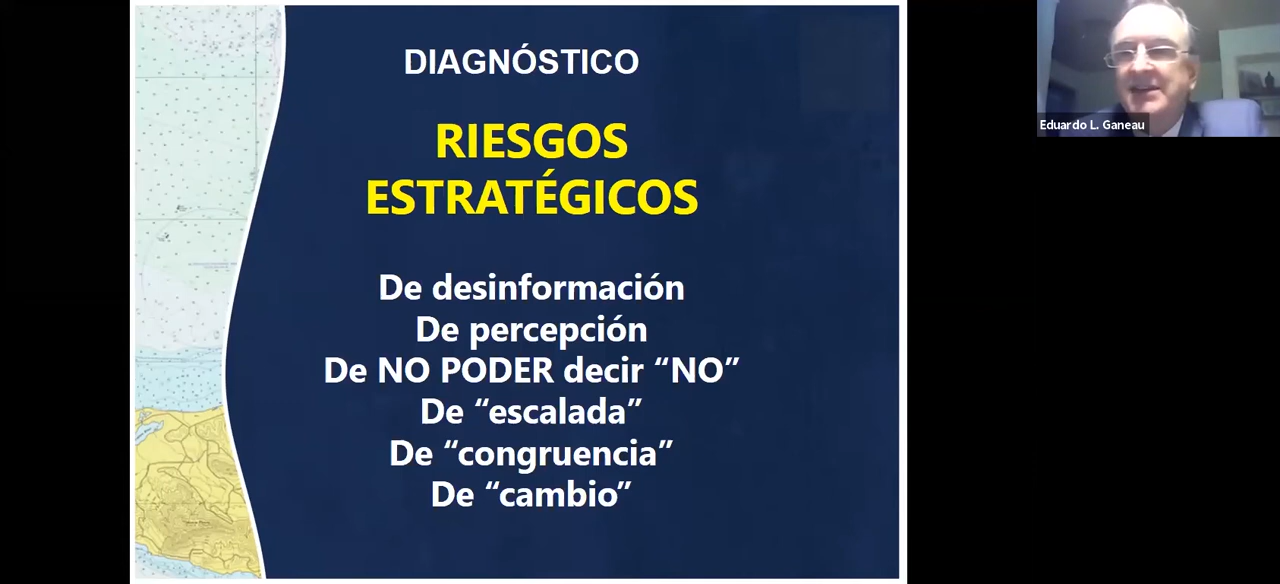 DIAGNÓSTICO
RIESGOS
ESTRATÉGICOS
De desinformación
De percepción
De NO PODER decir “NO”
De “escalada”
De “congruencia”
De “cambio”
Eduardo L. Ganeau